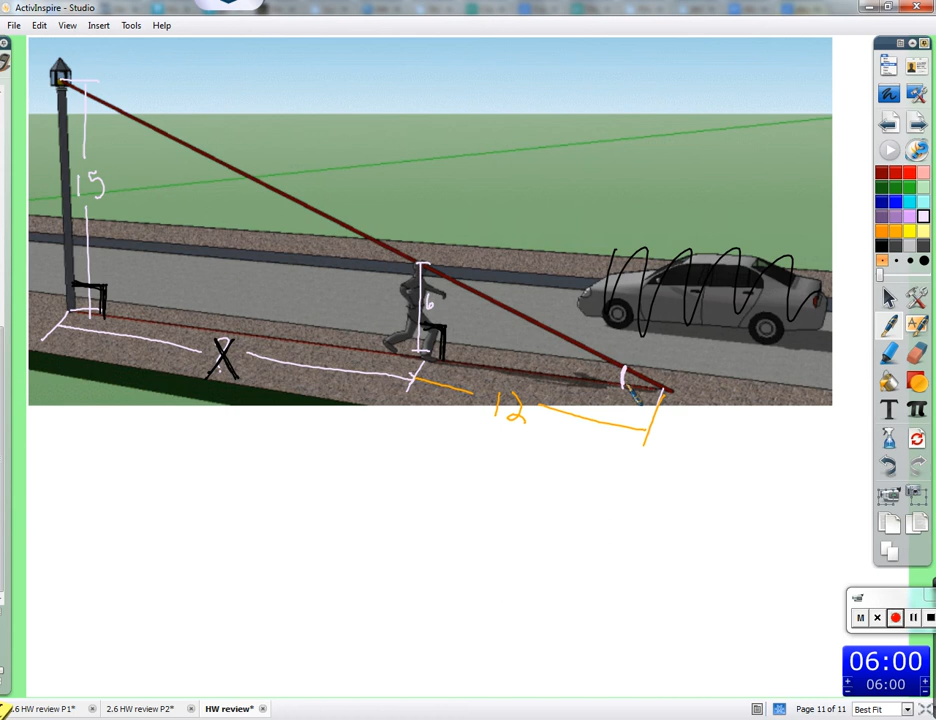 ActivInspire - Studio
File Edit View Insert Tools Help
15
6
X
12
M
06:00
06:00
.6 HW review P1* 2.6 HW review P2* HW review* Page 11 of 11 Best Fit